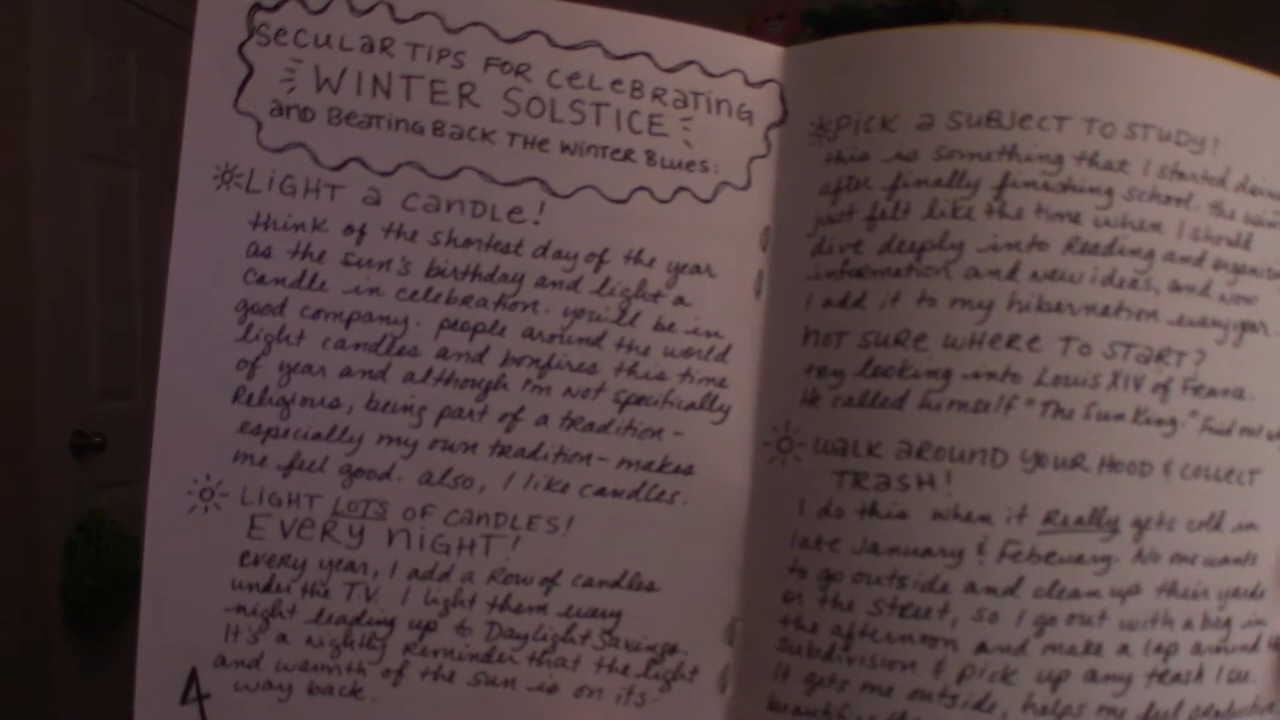 SECULAR TIPS FOR CELEBRATING
WINTER SOLSTICE
and BEATING BACK THE WINTER BLUES:
LIGHT a CANDLE!
think of the shortest day of the year
as the sun's birthday and light a
candle in celebration. you'll be in
good company. people around the world
light candles and bonfires this time
of year and although I'm not specifically
Religious, being part of a tradition-
especially my own tradition-makes
me feel good. also, I like candles.
LIGHT LOTS OF CANDLES!
EVERY NIGHT!
every year, I add a Row of candles
under the T.V. I light them every
night leading up to Daylight Savings.
It's a nightly Reminder that the light
and warmth of the sun is on its
way back.
4
PICK a SUBJECT TO STUDY!
this is something that I started
after finally finishing school. the
just felt like the time when I should
dive deeply into Reading and
information and new ideas, and now
I add it to my hibernation every year.
NOT SURE WHERE TO START?
try looking into Louis XIV of France.
He called himself "The Sun King." Find out
WALK AROUND YOUR HOOD & COLLECT
TRASH!
I do this when it Really gets cold in
late January & February. No one wants
to go outside and clean up their yards
or the street, so I go out with a bag in
the afternoon and make a lap around
subdivision & pick up any trash I see.
It gets me outside, helps me feel